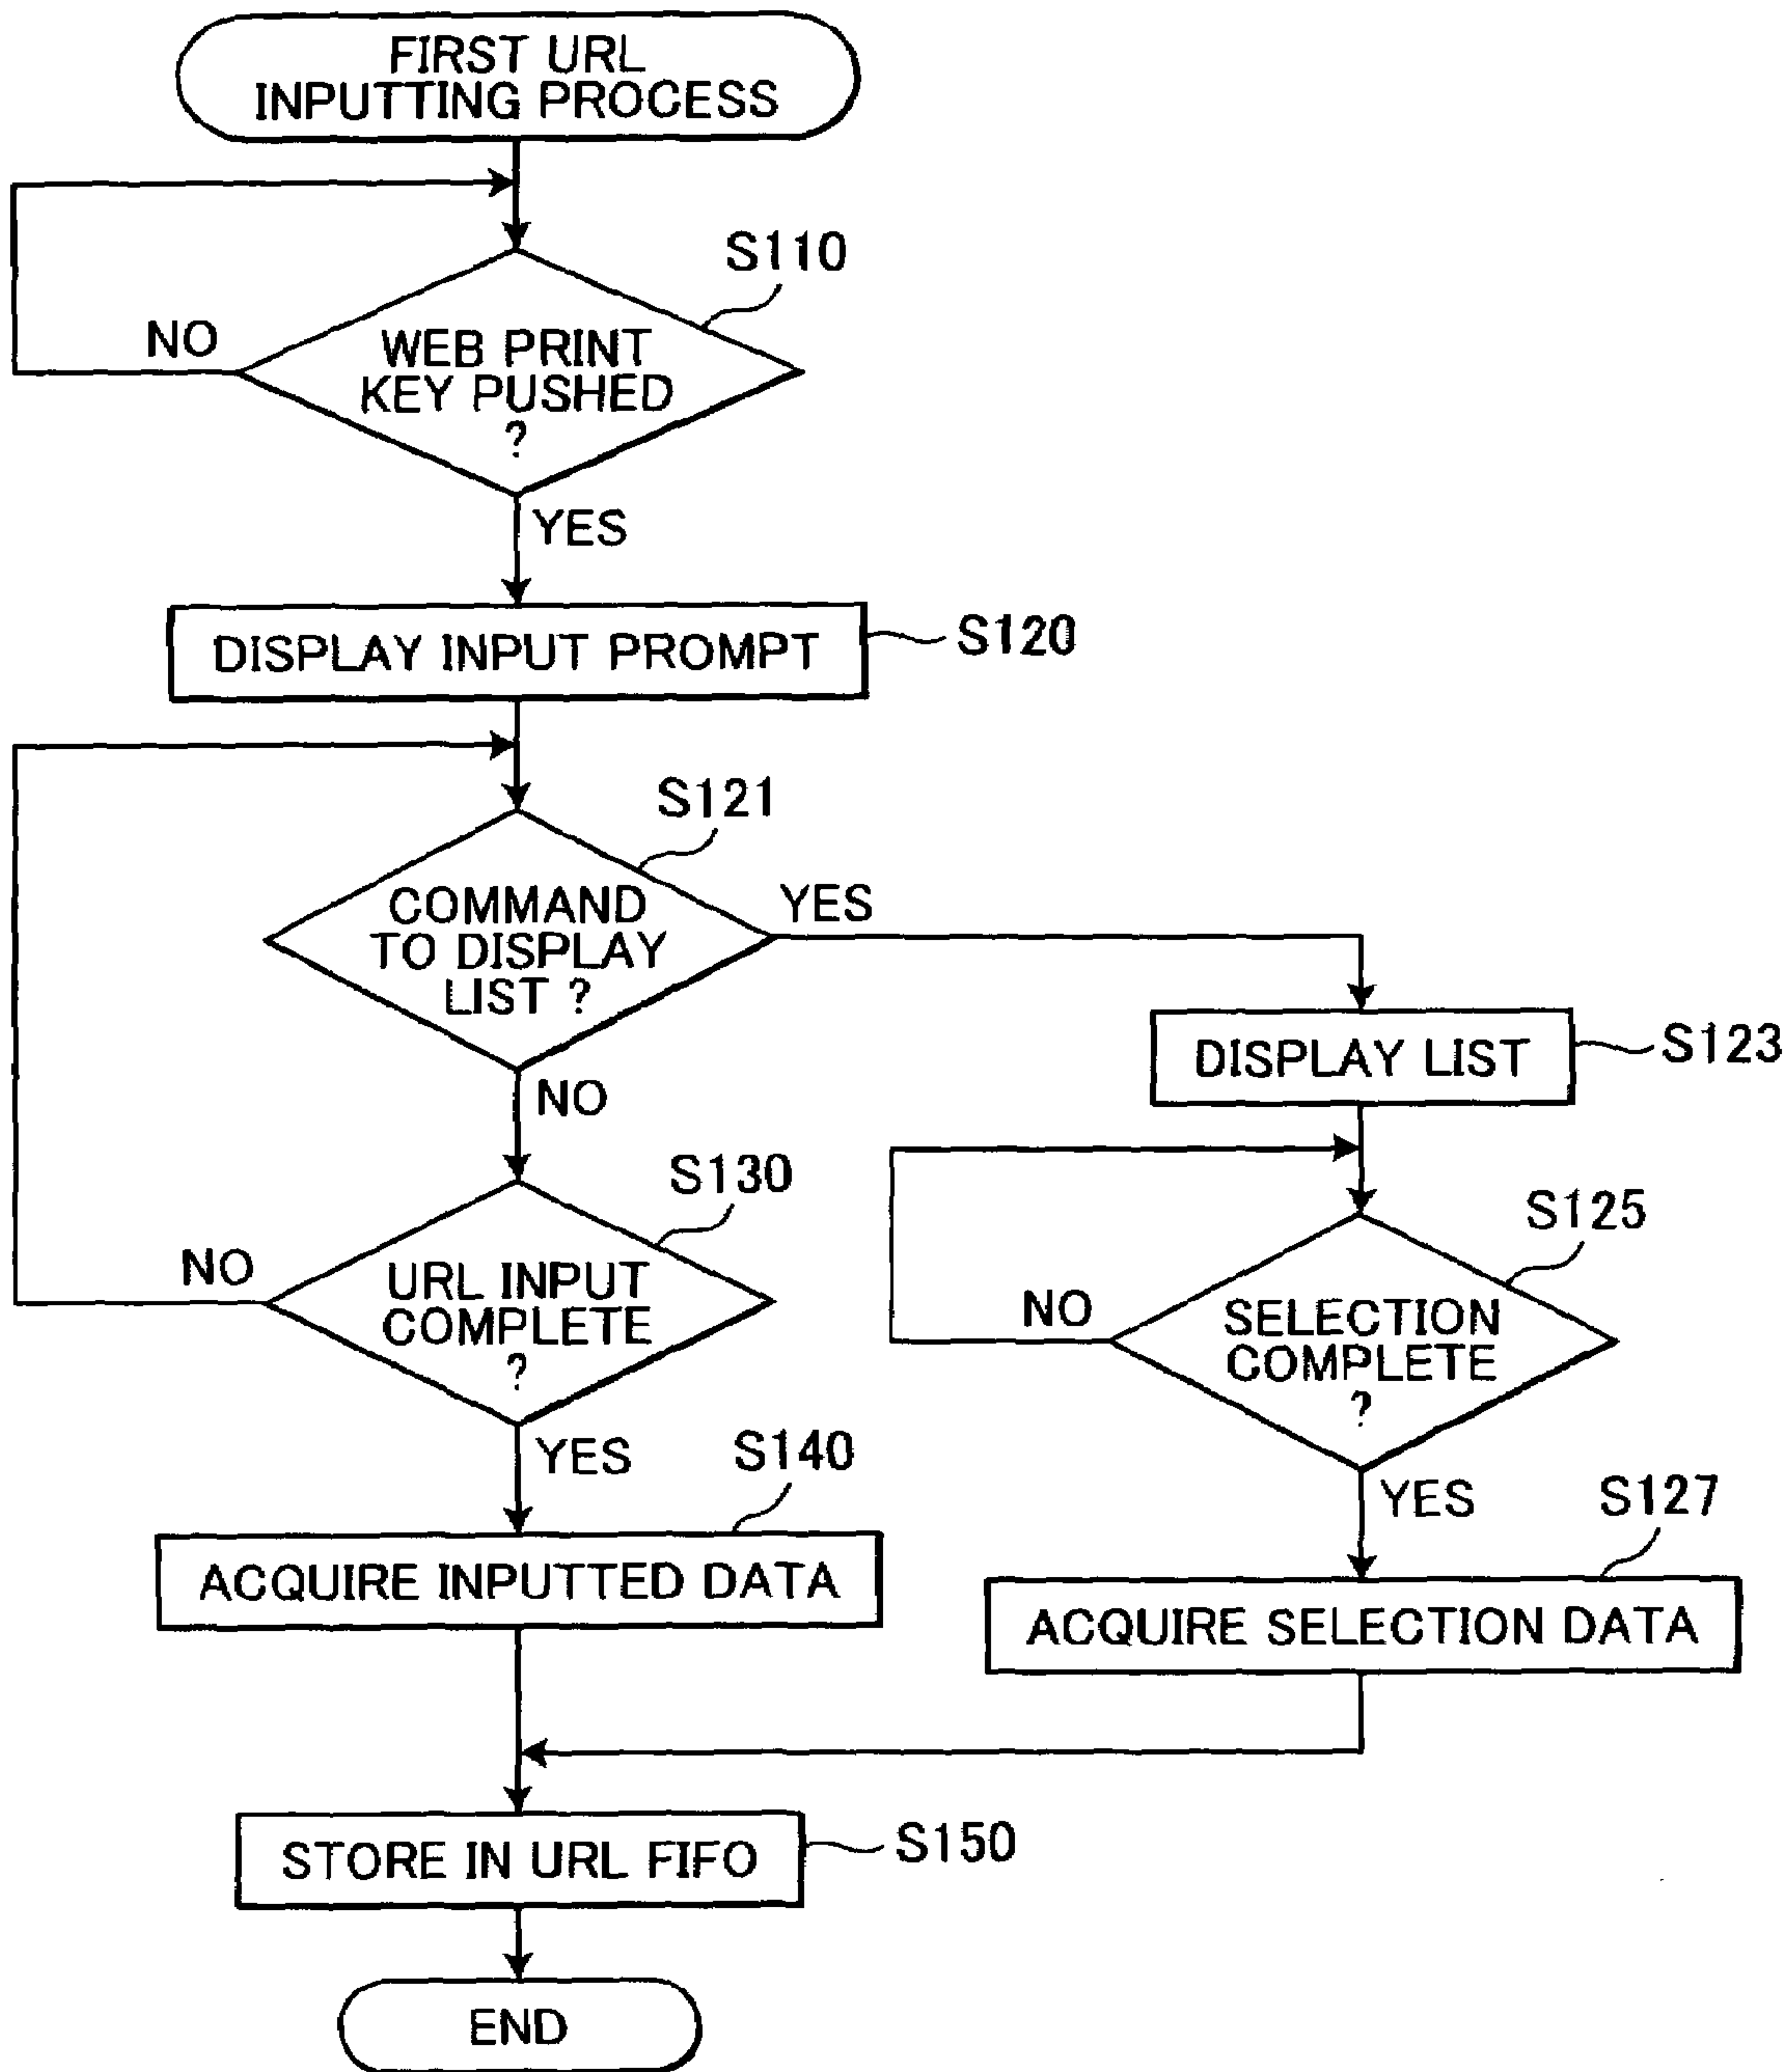 FIRST URL
INPUTTING PROCESS
S110
NO
WEB PRINT
KEY PUSHED
?
YES
DISPLAY INPUT PROMPT
S120
S121
COMMAND
TO DISPLAY
LIST ?
YES
NO
DISPLAY LIST
S123
S130
NO
URL INPUT
COMPLETE
?
YES
S125
NO
SELECTION
COMPLETE
?
YES
S140
ACQUIRE INPUTTED DATA
S127
ACQUIRE SELECTION DATA
STORE IN URL FIFO
S150
END